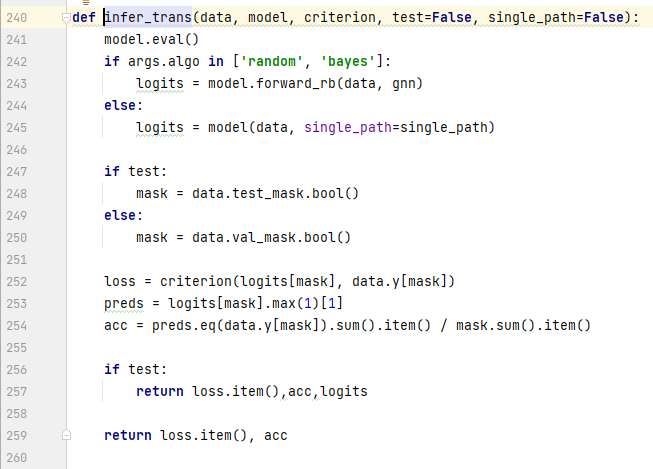 240 def infer_trans(data, model, criterion, test=False, single_path=False):
241     model.eval()
242     if args.algo in ['random', 'bayes']:
243         logits = model.forward_rb(data, gnn)
244     else:
245         logits = model(data, single_path=single_path)
246
247     if test:
248         mask = data.test_mask.bool()
249     else:
250         mask = data.val_mask.bool()
251
252     loss = criterion(logits[mask], data.y[mask])
253     preds = logits[mask].max(1)[1]
254     acc = preds.eq(data.y[mask]).sum().item() / mask.sum().item()
255
256     if test:
257         return loss.item(),acc,logits
258
259     return loss.item(), acc
260